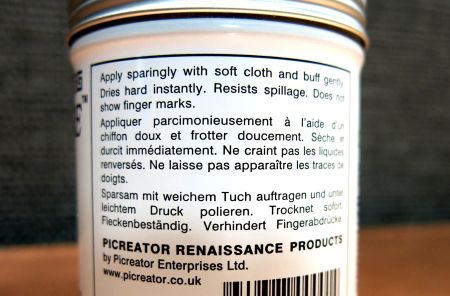 Apply sparingly with soft cloth and buff gently
Dries hard instantly. Resists spillage. Does not
show finger marks.
Appliquer parcimonieusement à l'aide d'un
chiffon doux et frotter doucement. Sèche et
durcit immédiatement. Ne craint pas les liquides
renversés. Ne laisse pas apparaître les traces de
doigts.
Sparsam mit weichem Tuch auftragen und unter
leichtem Druck polieren. Trocknet sofort.
Fleckenbeständig. Verhindert Fingerabdrücke.
PICREATOR RENAISSANCE PRODUCTS
by Picreator Enterprises Ltd.
www.picreator.co.uk